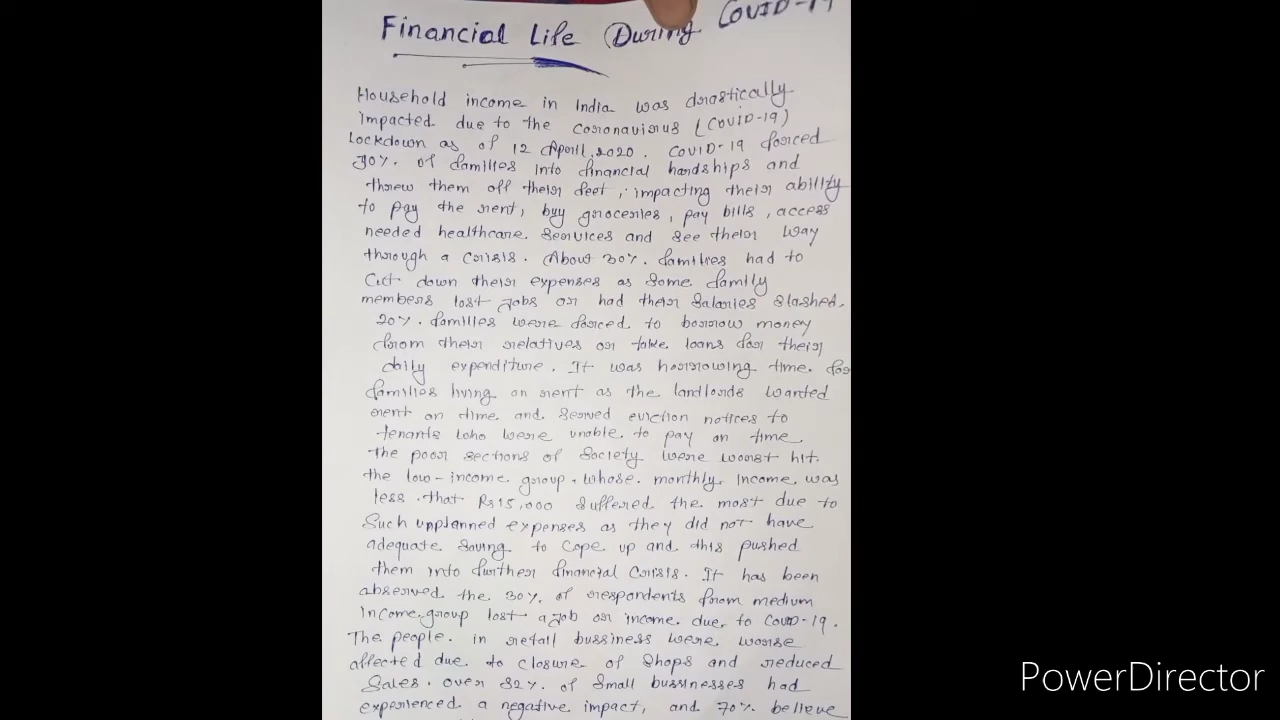 Financial Life During COVID-19
Household income in India was drastically
impacted due to the coronavirus (COVID-19)
Lockdown as of 12 April, 2020. COVID-19 forced
of families into financial hardships and
threw them off their feet, impacting their ability
to pay the rent, buy groceries, pay bills, access
needed healthcare services and see their way
through a crisis. About 30%. families had to
Cut down their expenses as some family
members lost jobs or had their salaries slashed.
20%. families were forced to borrow money
from their relatives or take loans for their
daily expenditure. It was horrowing time. for
families living on rent as the landlords wanted
rent on time and served eviction notices to
tenants who were unable to pay on time.
The poor sections of society were worst hit.
the low-income group, whose monthly income was
less that Rs 15,000 suffered the most due to
Such unplanned expenses as they did not have
adequate saving to cope up and this pushed
them into further financial crisis. It has been
observed the 30% of respondents from medium
income group lost a job or income due to COVID-19.
The people in retail bussiness were worse
affected due to closure of shops and reduced
Sales. over 82% of Small bussinesses had
experienced a negative impact, and 70% believe
PowerDirector